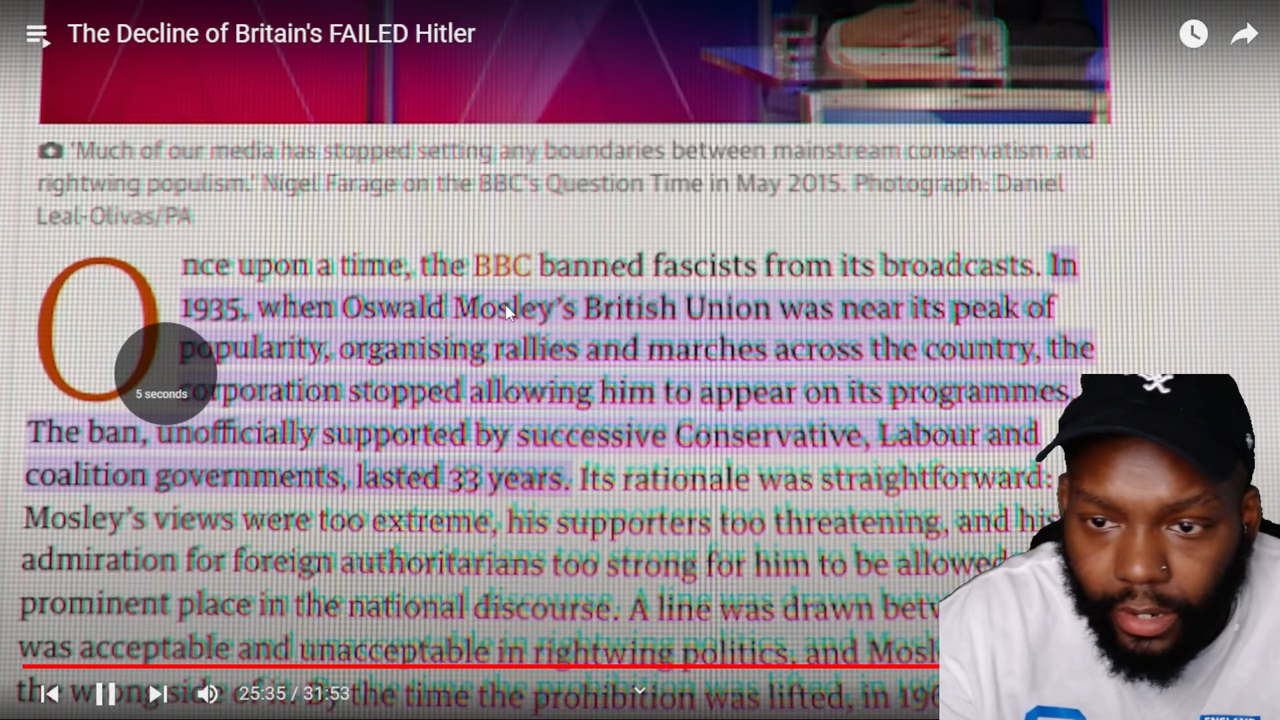 The Decline of Britain's FAILED Hitler
'Much of our media has stopped setting any boundaries between mainstream conservatism and
rightwing populism.' Nigel Farage on the BBC's Question Time in May 2015. Photograph: Daniel
Leal-Olivas/PA
Once upon a time, the BBC banned fascists from its broadcasts. In
1935, when Oswald Mosley's British Union was near its peak of
popularity, organising rallies and marches across the country, the
corporation stopped allowing him to appear on its programmes.
5 seconds
The ban, unofficially supported by successive Conservative, Labour and
coalition governments, lasted 33 years. Its rationale was straightforward:
Mosley's views were too extreme, his supporters too threatening, and his
admiration for foreign authoritarians too strong for him to be allowed
prominent place in the national discourse. A line was drawn betw
was acceptable and unacceptable in rightwing politics, and Mosl
the wrong side of it. By the time the prohibition was lifted, in 196
25:35 / 31:53
ENGLAND